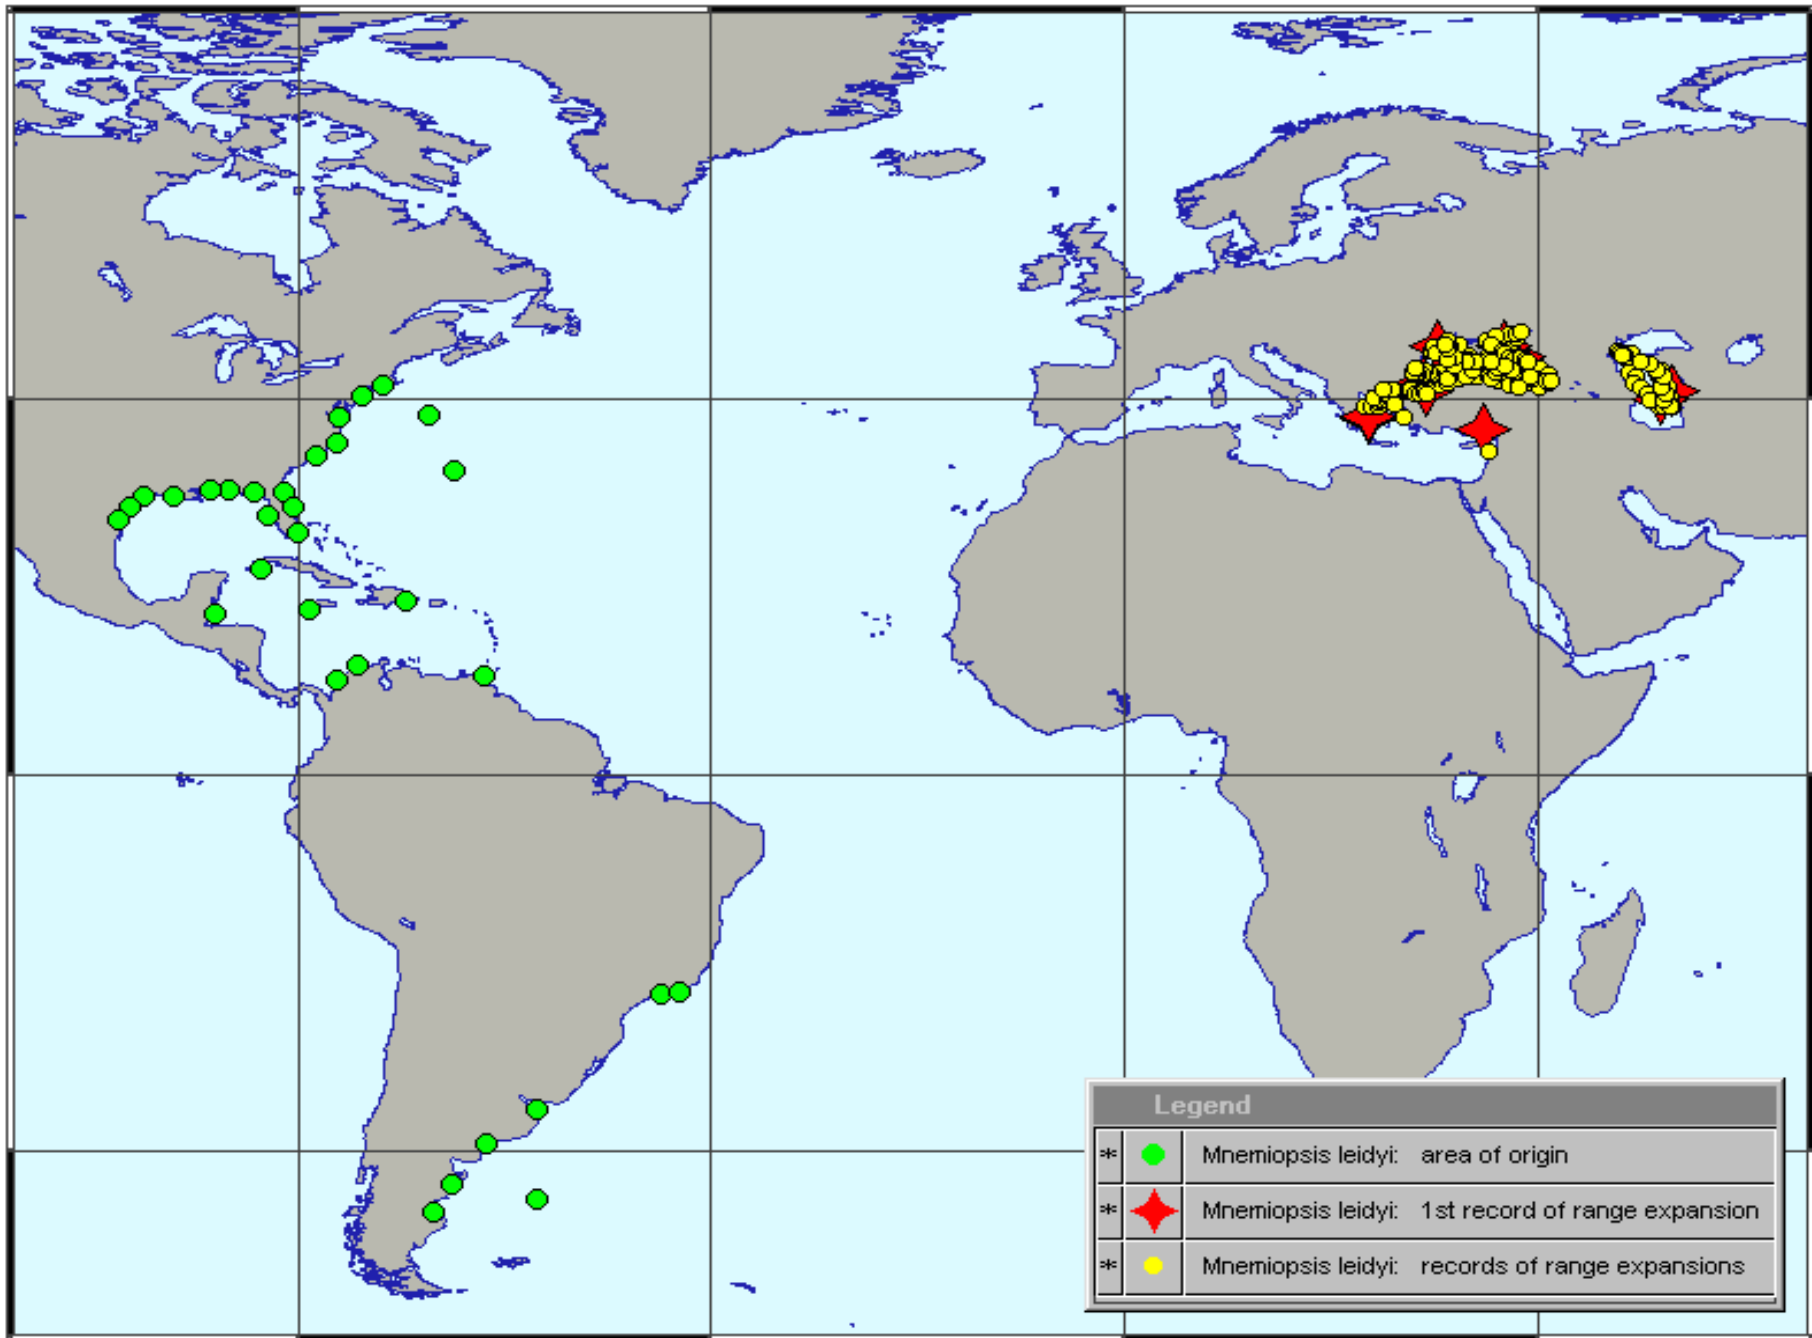 Legend
* Mnemiopsis leidyi: area of origin
* Mnemiopsis leidyi: 1st record of range expansion
* Mnemiopsis leidyi: records of range expansions